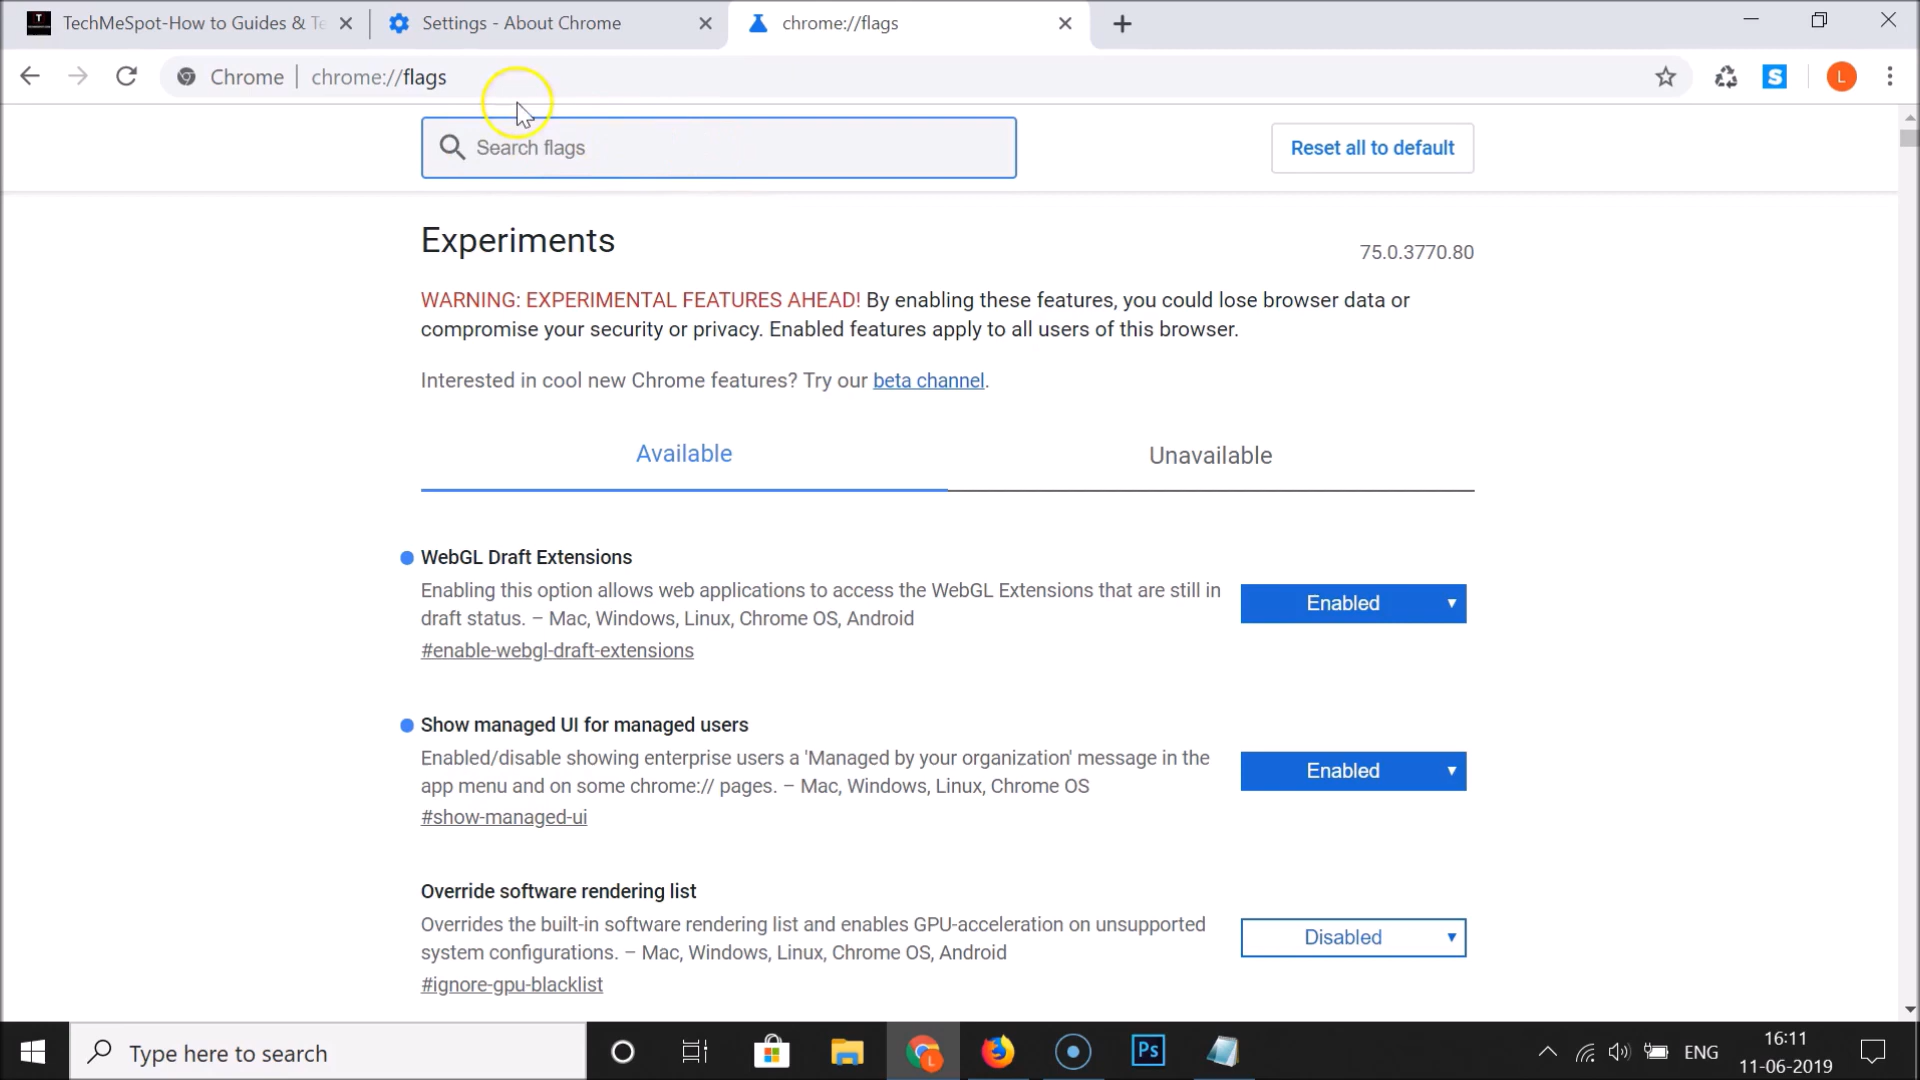 TechMeSpot-How to Guides & Te
Settings - About Chrome
chrome://flags
Chrome | chrome://flags
S
L
Search flags
Reset all to default
Experiments
75.0.3770.80
WARNING: EXPERIMENTAL FEATURES AHEAD! By enabling these features, you could lose browser data or
compromise your security or privacy. Enabled features apply to all users of this browser.
Interested in cool new Chrome features? Try our beta channel.
Available
Unavailable
WebGL Draft Extensions
Enabling this option allows web applications to access the WebGL Extensions that are still in
draft status. – Mac, Windows, Linux, Chrome OS, Android
#enable-webgl-draft-extensions
Enabled
Show managed UI for managed users
Enabled/disable showing enterprise users a 'Managed by your organization' message in the
app menu and on some chrome:// pages. – Mac, Windows, Linux, Chrome OS
#show-managed-ui
Enabled
Override software rendering list
Overrides the built-in software rendering list and enables GPU-acceleration on unsupported
system configurations. – Mac, Windows, Linux, Chrome OS, Android
#ignore-gpu-blacklist
Disabled
Type here to search
L
Ps
ENG
16:11
11-06-2019